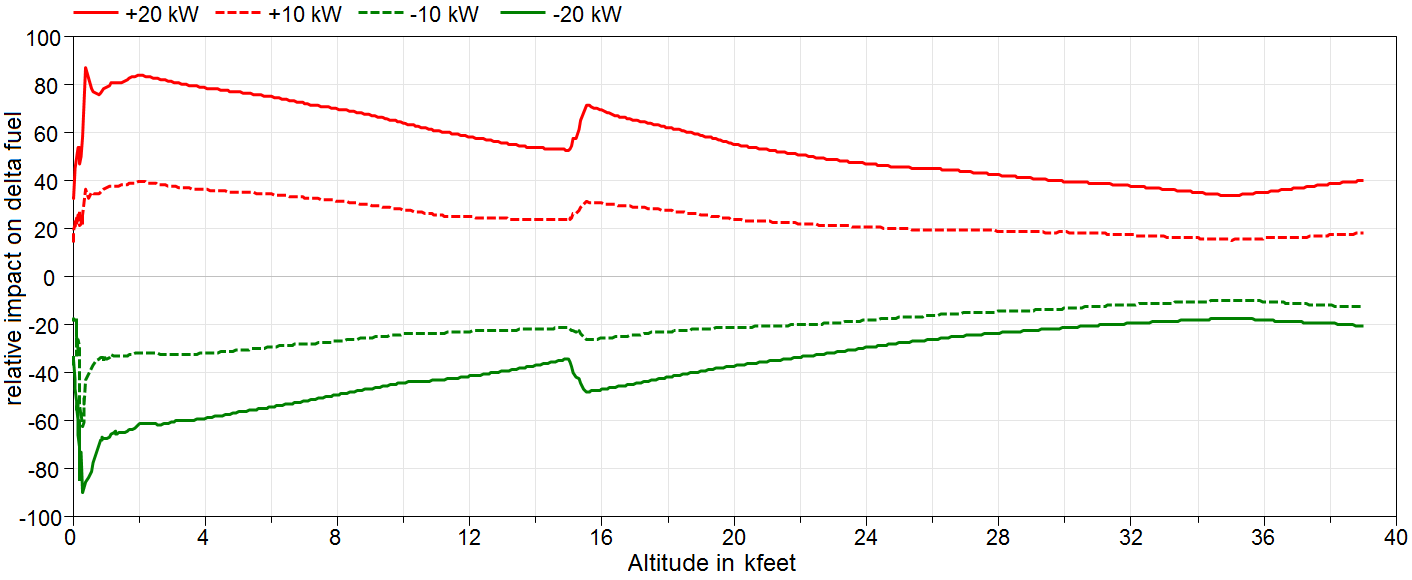 +20 kW +10 kW -10 kW -20 kW
100
80
60
40
20
0
-20
-40
-60
-80
-100
relative impact on delta fuel
0 4 8 12 16 20 24 28 32 36 40
Altitude in kfeet